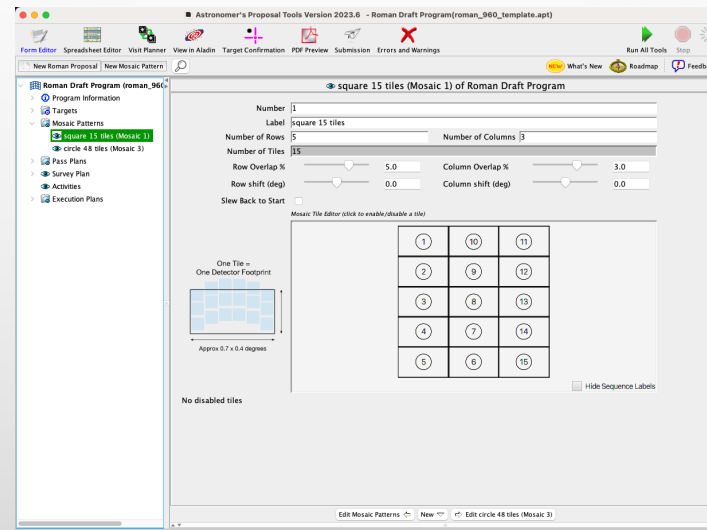 Astronomer's Proposal Tools Version 2023.6 - Roman Draft Program(roman_960_template.apt)
Form Editor Spreadsheet Editor Visit Planner View in Aladin Target Confirmation PDF Preview Submission Errors and Warnings Run All Tools Stop
New Roman Proposal New Mosaic Pattern NEW! What's New Roadmap Feedb
Roman Draft Program (roman_960
Program Information
Targets
Mosaic Patterns
square 15 tiles (Mosaic 1)
circle 48 tiles (Mosaic 3)
Pass Plans
Survey Plan
Activities
Execution Plans
square 15 tiles (Mosaic 1) of Roman Draft Program
Number 1
Label square 15 tiles
Number of Rows 5 Number of Columns 3
Number of Tiles 15
Row Overlap % 5.0 Column Overlap % 3.0
Row shift (deg) 0.0 Column shift (deg) 0.0
Slew Back to Start
Mosaic Tile Editor (click to enable/disable a tile)
One Tile =
One Detector Footprint
Approx 0.7 x 0.4 degrees
1 10 11
2 9 12
3 8 13
4 7 14
5 6 15
Hide Sequence Labels
No disabled tiles
Edit Mosaic Patterns New Edit circle 48 tiles (Mosaic 3)